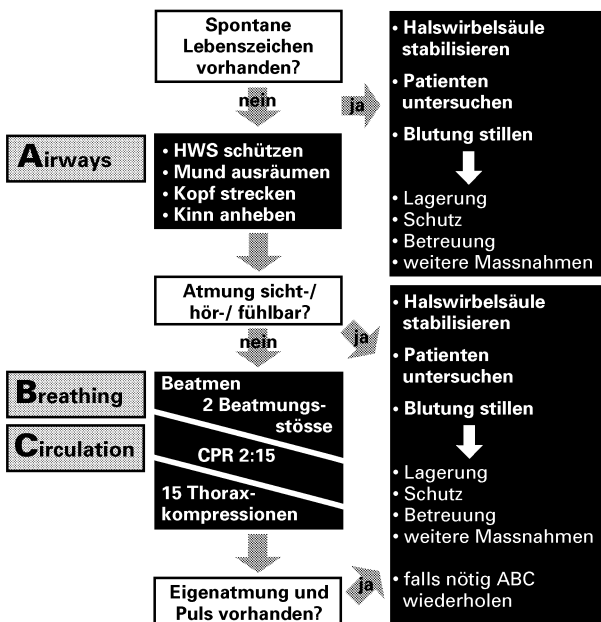 Spontane
Lebenszeichen
vorhanden?
nein
ja
• Halswirbelsäule
stabilisieren
• Patienten
untersuchen
• Blutung stillen
• Lagerung
• Schutz
• Betreuung
• weitere Massnahmen
Airways
• HWS schützen
• Mund ausräumen
• Kopf strecken
• Kinn anheben
Atmung sicht-/
hör-/ fühlbar?
nein
ja
• Halswirbelsäule
stabilisieren
• Patienten
untersuchen
• Blutung stillen
• Lagerung
• Schutz
• Betreuung
• weitere Massnahmen
• falls nötig ABC
wiederholen
Breathing
Circulation
Beatmen
2 Beatmungs-
stösse
CPR 2:15
15 Thorax-
kompressionen
Eigenatmung und
Puls vorhanden?
ja